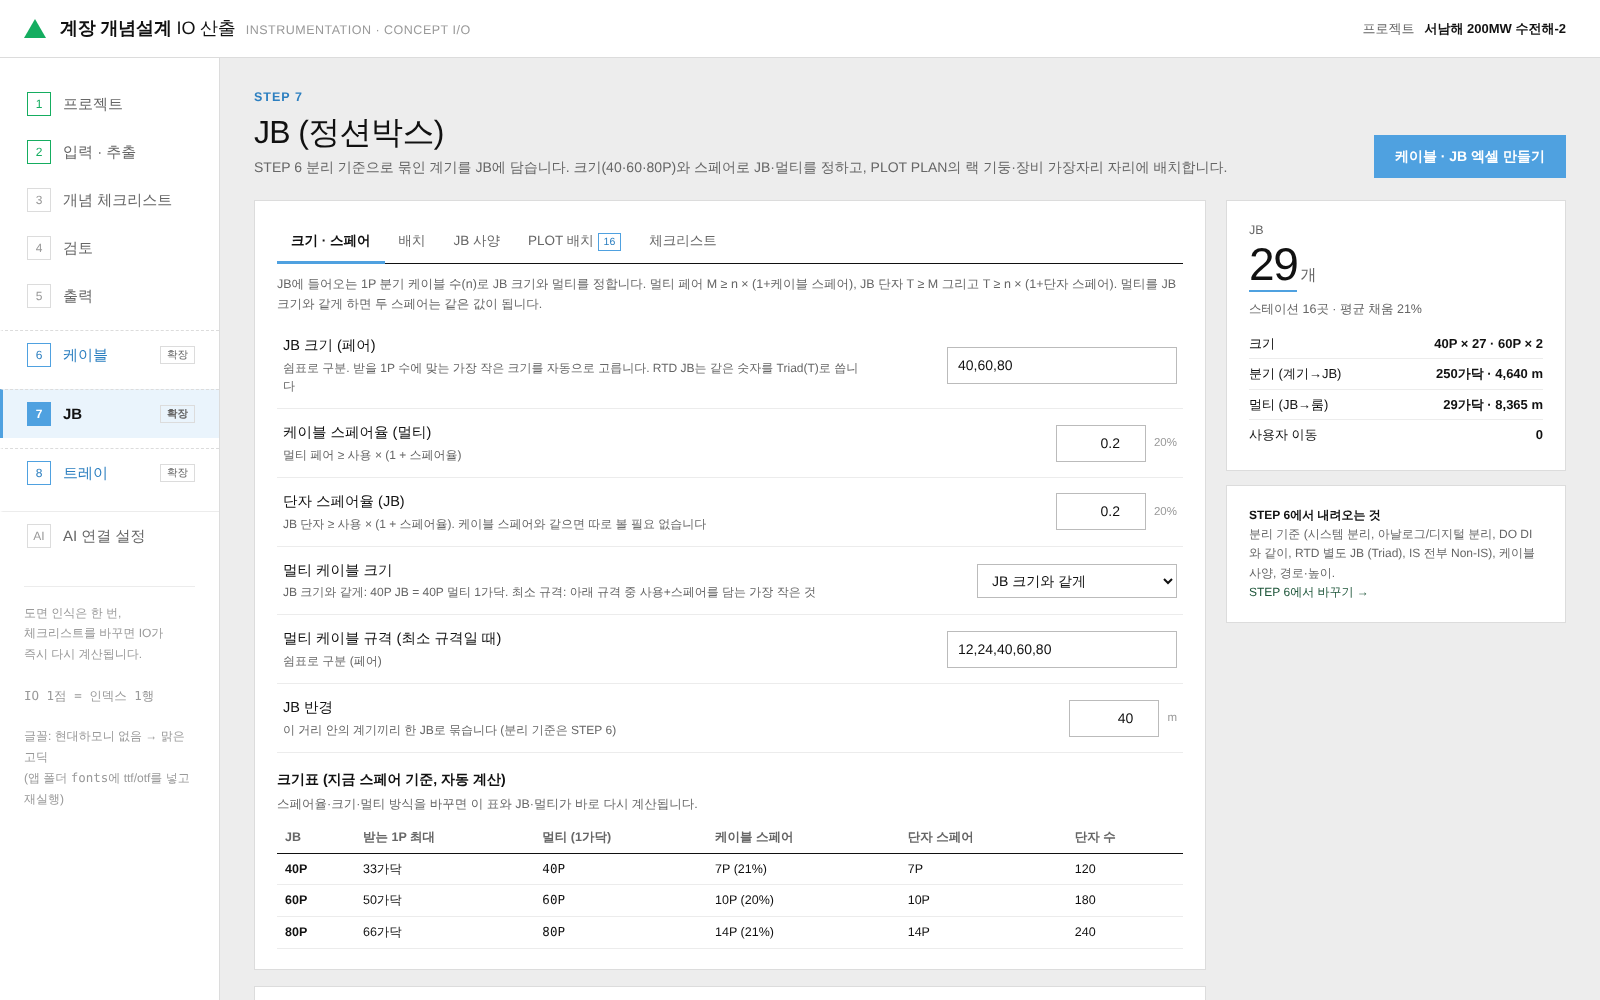 계장 개념설계 IO 산출 INSTRUMENTATION · CONCEPT I/O
프로젝트 서남해 200MW 수전해-2
1 프로젝트
2 입력 · 추출
3 개념 체크리스트
4 검토
5 출력
6 케이블 확장
7 JB 확장
8 트레이 확장
AI AI 연결 설정
도면 인식은 한 번,
체크리스트를 바꾸면 IO가
즉시 다시 계산됩니다.
IO 1점 = 인덱스 1행
글꼴: 현대하모니 없음 → 맑은
고딕
(앱 폴더 fonts에 ttf/otf를 넣고
재실행)
STEP 7
JB (정션박스)
STEP 6 분리 기준으로 묶인 계기를 JB에 담습니다. 크기(40·60·80P)와 스페어로 JB·멀티를 정하고, PLOT PLAN의 랙 기둥·장비 가장자리 자리에 배치합니다.
케이블 · JB 엑셀 만들기
크기 · 스페어 배치 JB 사양 PLOT 배치 16 체크리스트
JB에 들어오는 1P 분기 케이블 수(n)로 JB 크기와 멀티를 정합니다. 멀티 페어 M ≥ n × (1+케이블 스페어), JB 단자 T ≥ M 그리고 T ≥ n × (1+단자 스페어). 멀티를 JB
크기와 같게 하면 두 스페어는 같은 값이 됩니다.
JB 크기 (페어)
쉼표로 구분. 받을 1P 수에 맞는 가장 작은 크기를 자동으로 고릅니다. RTD JB는 같은 숫자를 Triad(T)로 씁니
다
40,60,80
케이블 스페어율 (멀티)
멀티 페어 ≥ 사용 × (1 + 스페어율)
0.2 20%
단자 스페어율 (JB)
JB 단자 ≥ 사용 × (1 + 스페어율). 케이블 스페어와 같으면 따로 볼 필요 없습니다
0.2 20%
멀티 케이블 크기
JB 크기와 같게: 40P JB = 40P 멀티 1가닥. 최소 규격: 아래 규격 중 사용+스페어를 담는 가장 작은 것
JB 크기와 같게
멀티 케이블 규격 (최소 규격일 때)
쉼표로 구분 (페어)
12,24,40,60,80
JB 반경
이 거리 안의 계기끼리 한 JB로 묶습니다 (분리 기준은 STEP 6)
40 m
크기표 (지금 스페어 기준, 자동 계산)
스페어율·크기·멀티 방식을 바꾸면 이 표와 JB·멀티가 바로 다시 계산됩니다.
JB 받는 1P 최대 멀티 (1가닥) 케이블 스페어 단자 스페어 단자 수
40P 33가닥 40P 7P (21%) 7P 120
60P 50가닥 60P 10P (20%) 10P 180
80P 66가닥 80P 14P (21%) 14P 240
JB
29 개
스테이션 16곳 · 평균 채움 21%
크기 40P × 27 · 60P × 2
분기 (계기→JB) 250가닥 · 4,640 m
멀티 (JB→룸) 29가닥 · 8,365 m
사용자 이동 0
STEP 6에서 내려오는 것
분리 기준 (시스템 분리, 아날로그/디지털 분리, DO DI
와 같이, RTD 별도 JB (Triad), IS 전부 Non-IS), 케이블
사양, 경로·높이.
STEP 6에서 바꾸기 →